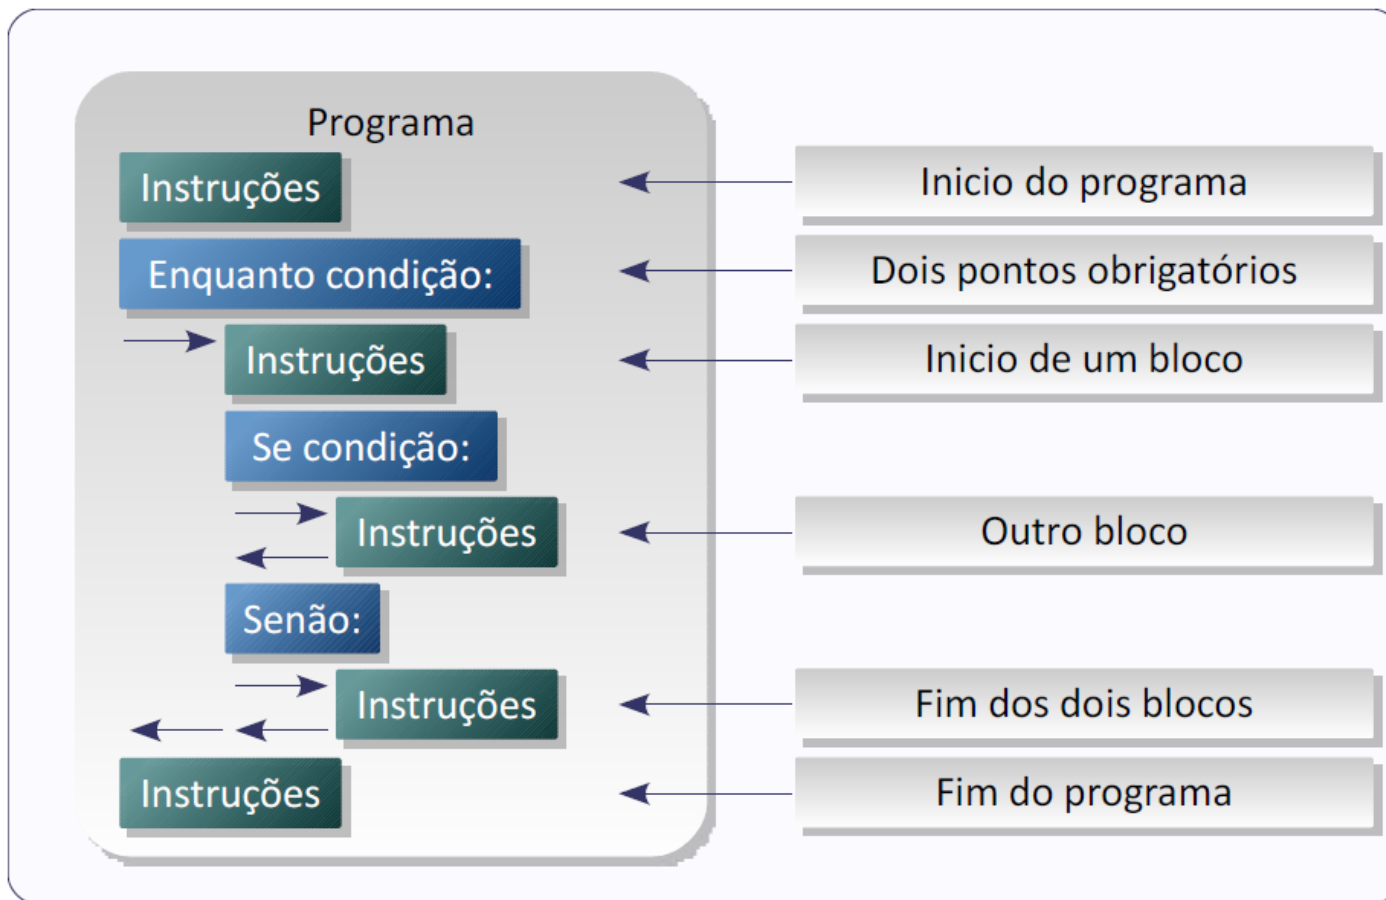 Programa
Instruções
Inicio do programa
Enquanto condição:
Dois pontos obrigatórios
Instruções
Inicio de um bloco
Se condição:
Instruções
Outro bloco
Senão:
Instruções
Fim dos dois blocos
Instruções
Fim do programa